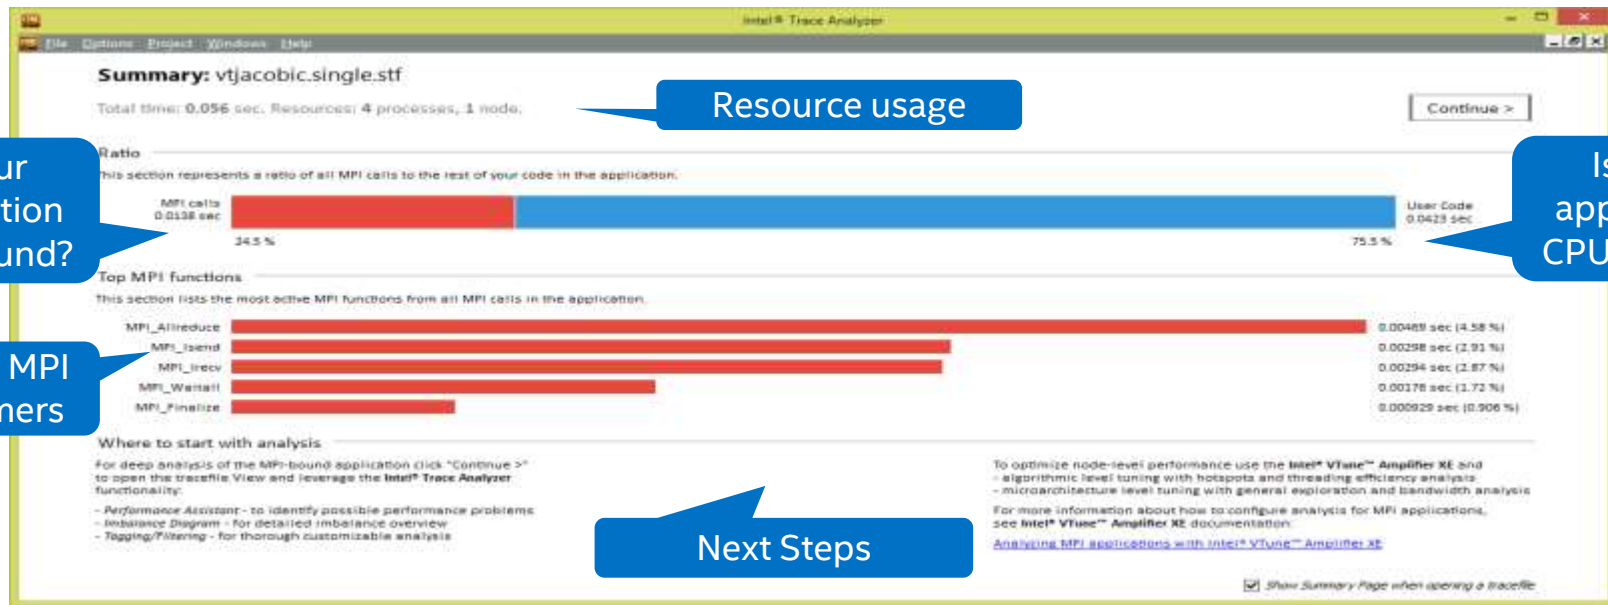 Intel® Trace Analyzer
File Options Project Windows Help
Summary: vtjacobic.single.stf
Total time: 0.056 sec. Resources: 4 processes, 1 node.
Resource usage
Continue >
Ratio
This section represents a ratio of all MPI calls to the rest of your code in the application.
ur
tion
und?
MPI calls
0.0138 sec
User Code
0.0423 sec
24.5 %
75.5 %
Is
app
CPU
Top MPI functions
This section lists the most active MPI functions from all MPI calls in the application.
MPI_Allreduce 0.00469 sec (4.58 %)
MPI_Isend 0.00298 sec (2.91 %)
MPI_Irecv 0.00294 sec (2.87 %)
MPI_Waitall 0.00176 sec (1.72 %)
MPI_Finalize 0.000929 sec (0.906 %)
MPI
mers
Where to start with analysis
For deep analysis of the MPI-bound application click "Continue >"
to open the tracefile View and leverage the Intel® Trace Analyzer
functionality:
- Performance Assistant - to identify possible performance problems
- Imbalance Diagram - for detailed imbalance overview
- Tagging/Filtering - for thorough customizable analysis
Next Steps
To optimize node-level performance use the Intel® VTune™ Amplifier XE and
- algorithmic level tuning with hotspots and threading efficiency analysis
- microarchitecture level tuning with general exploration and bandwidth analysis
For more information about how to configure analysis for MPI applications,
see Intel® VTune™ Amplifier XE documentation:
Analyzing MPI applications with Intel® VTune™ Amplifier XE
Show Summary Page when opening a tracefile